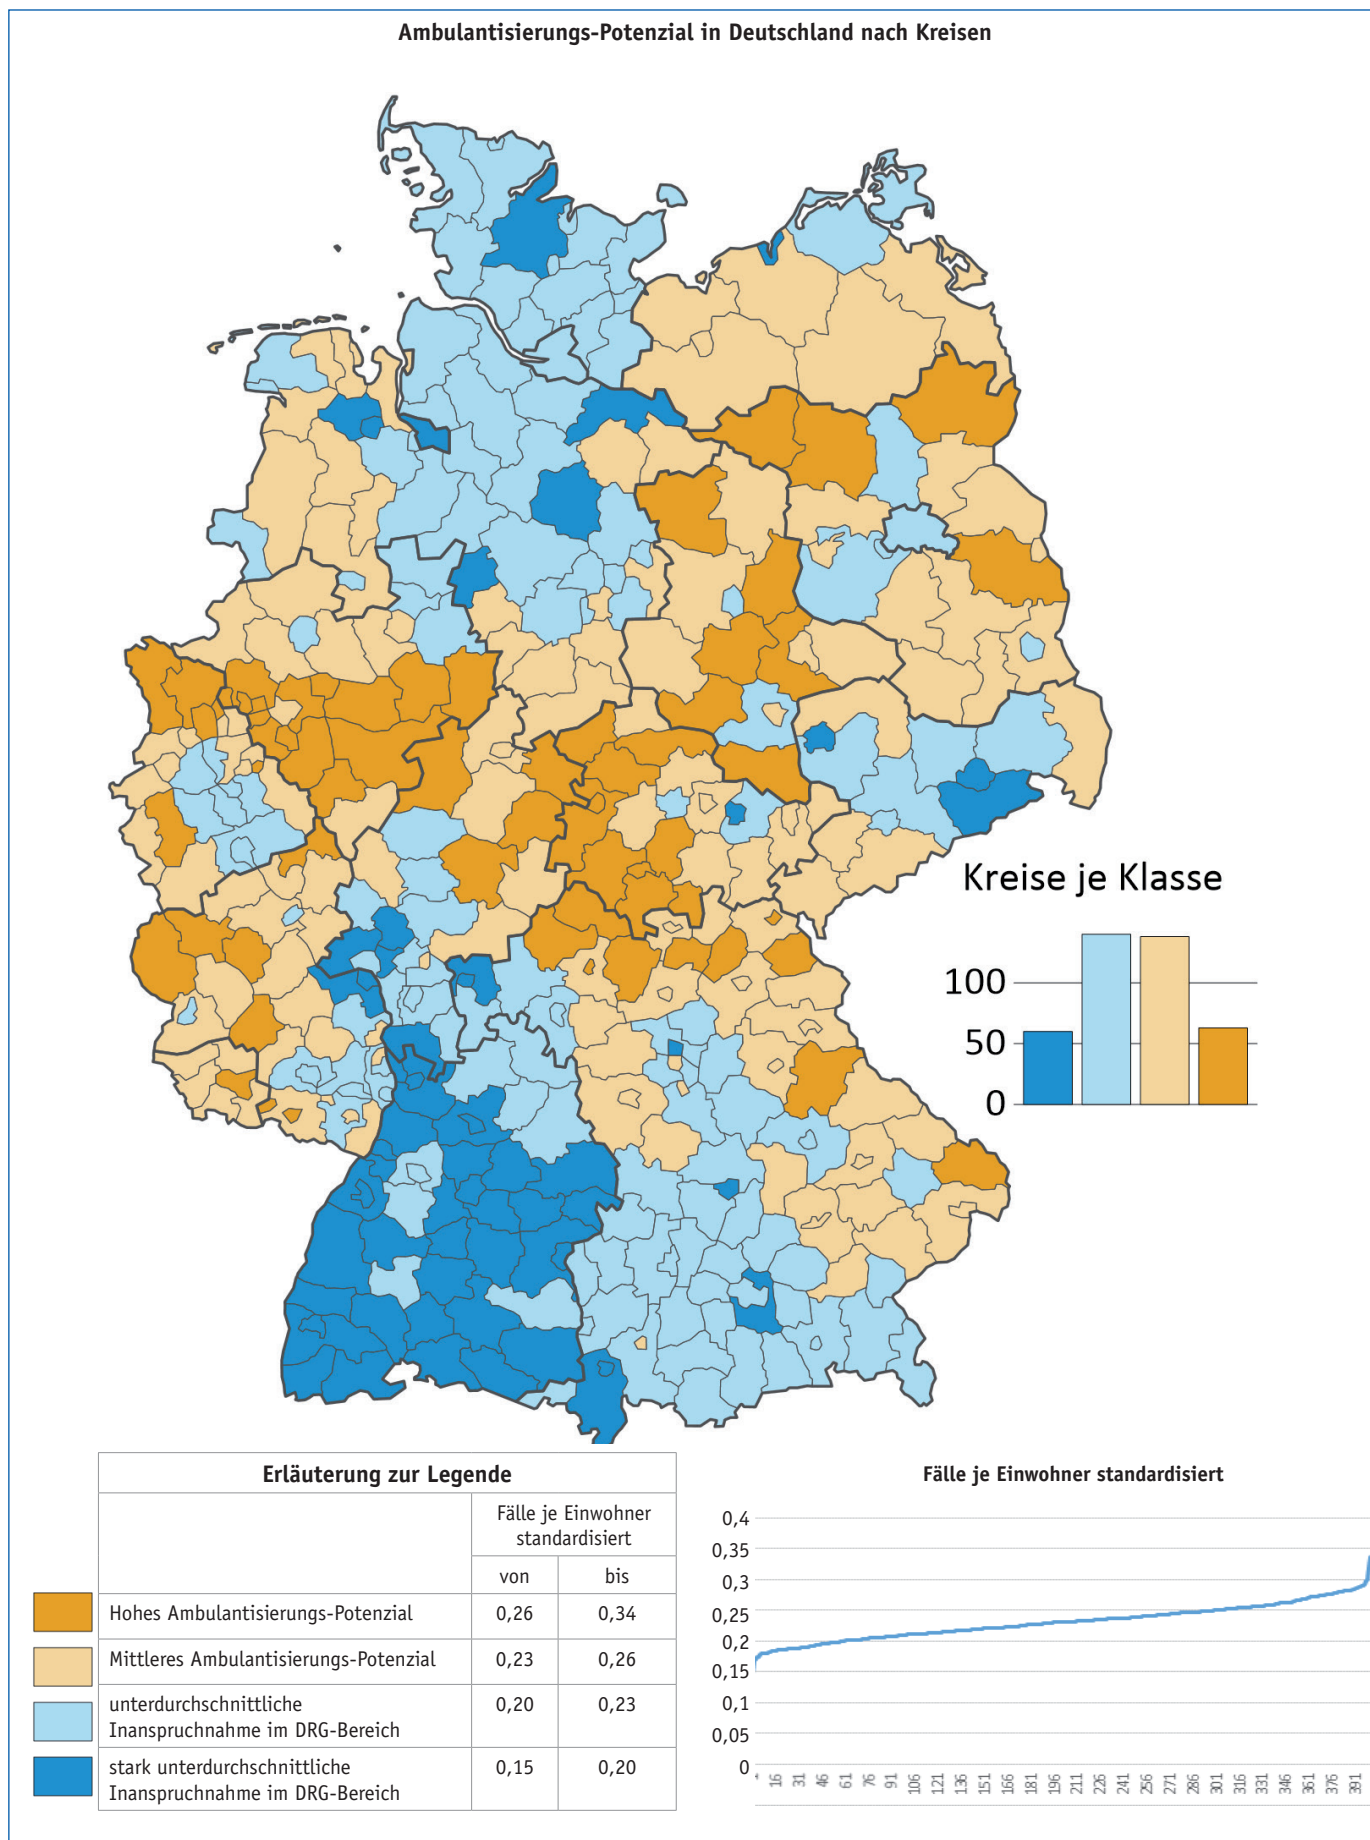 Ambulantisierungs-Potenzial in Deutschland nach Kreisen
Kreise je Klasse
100
50
0
Erläuterung zur Legende
Fälle je Einwohner
standardisiert
von bis
Hohes Ambulantisierungs-Potenzial 0,26 0,34
Mittleres Ambulantisierungs-Potenzial 0,23 0,26
unterdurchschnittliche 0,20 0,23
Inanspruchnahme im DRG-Bereich
stark unterdurchschnittliche 0,15 0,20
Inanspruchnahme im DRG-Bereich
Fälle je Einwohner standardisiert
0,4
0,35
0,3
0,25
0,2
0,15
0,1
0,05
0
16 31 46 61 76 91 106 121 136 151 166 181 196 211 226 241 256 271 286 301 316 331 346 361 376 391